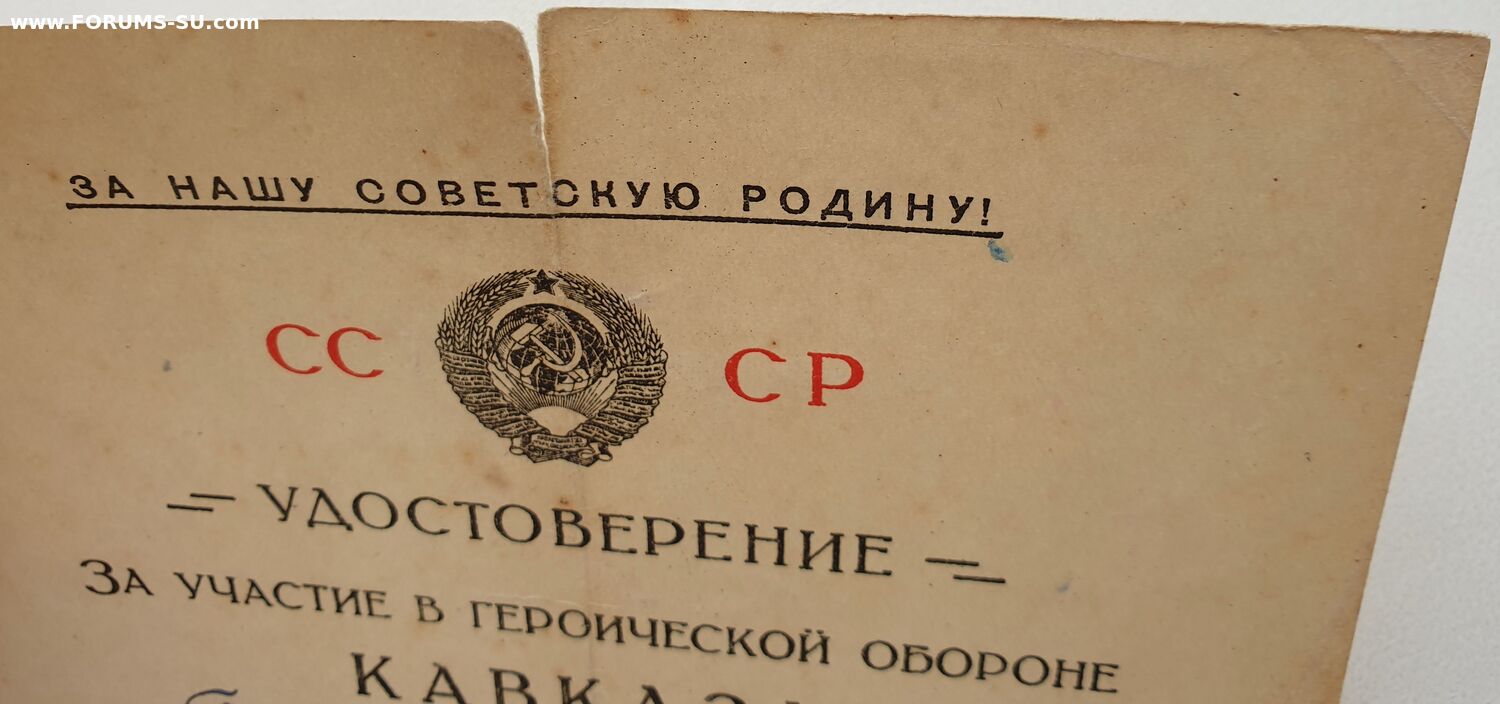 www.FORUMS-SU.com
ЗА НАШУ СОВЕТСКУЮ РОДИНУ!
СС СР
УДОСТОВЕРЕНИЕ
ЗА УЧАСТИЕ В ГЕРОИЧЕСКОЙ ОБОРОНЕ